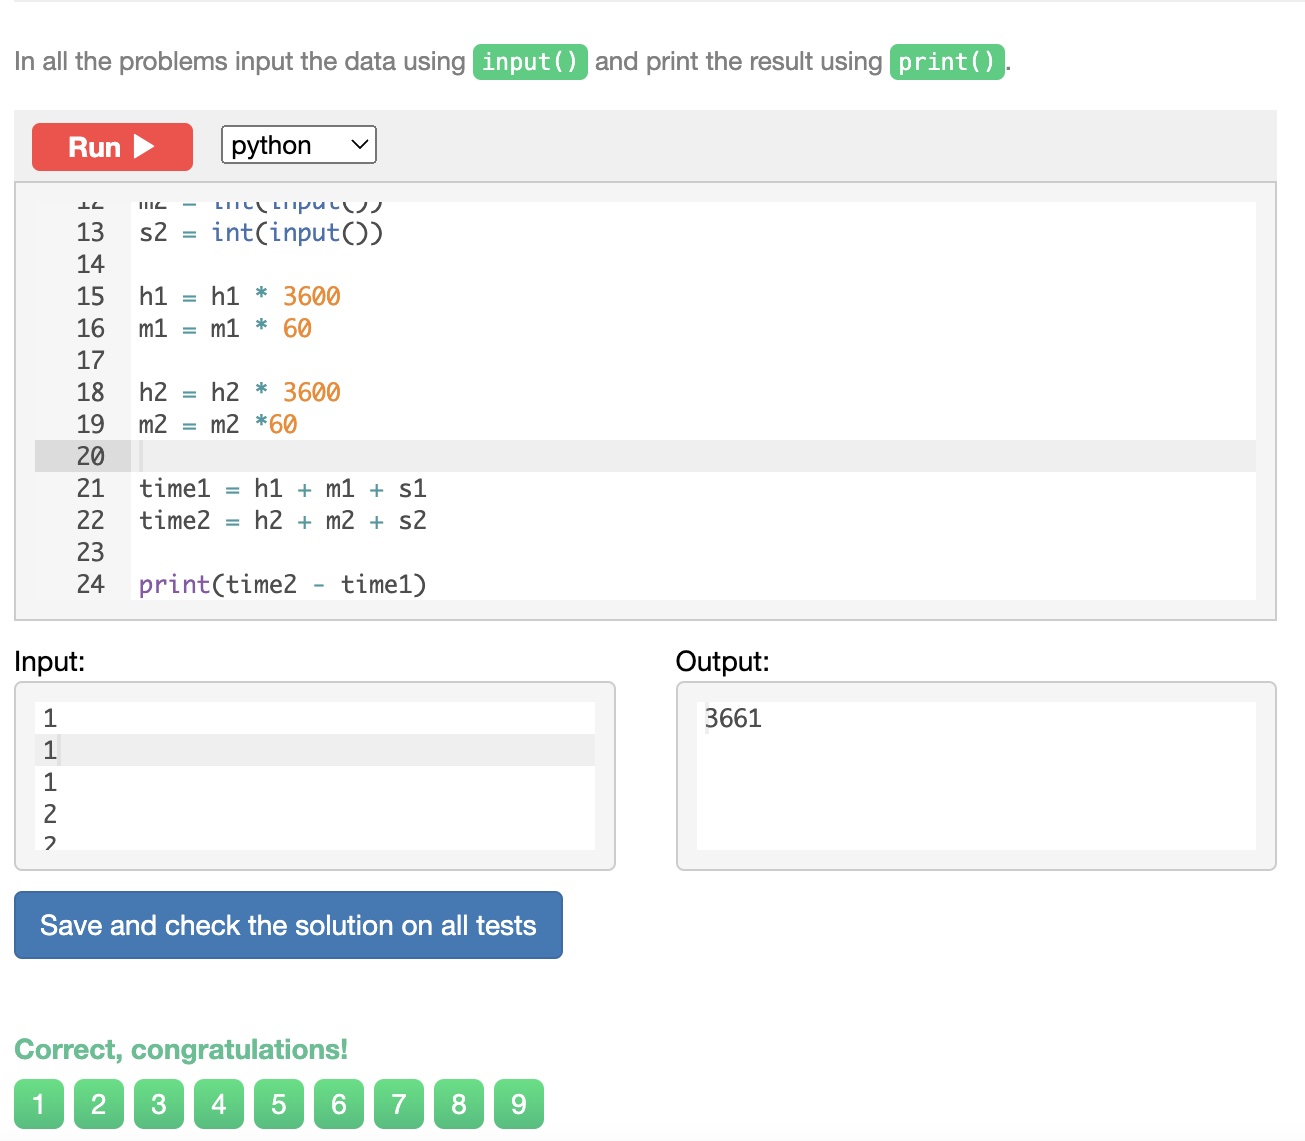 In all the problems input the data using input() and print the result using print().
Run
python
12 m2 = int(input())
13 s2 = int(input())
14
15 h1 = h1 * 3600
16 m1 = m1 * 60
17
18 h2 = h2 * 3600
19 m2 = m2 *60
20
21 time1 = h1 + m1 + s1
22 time2 = h2 + m2 + s2
23
24 print(time2 - time1)
Input:
1
1
1
2
2
Output:
3661
Save and check the solution on all tests
Correct, congratulations!
1 2 3 4 5 6 7 8 9